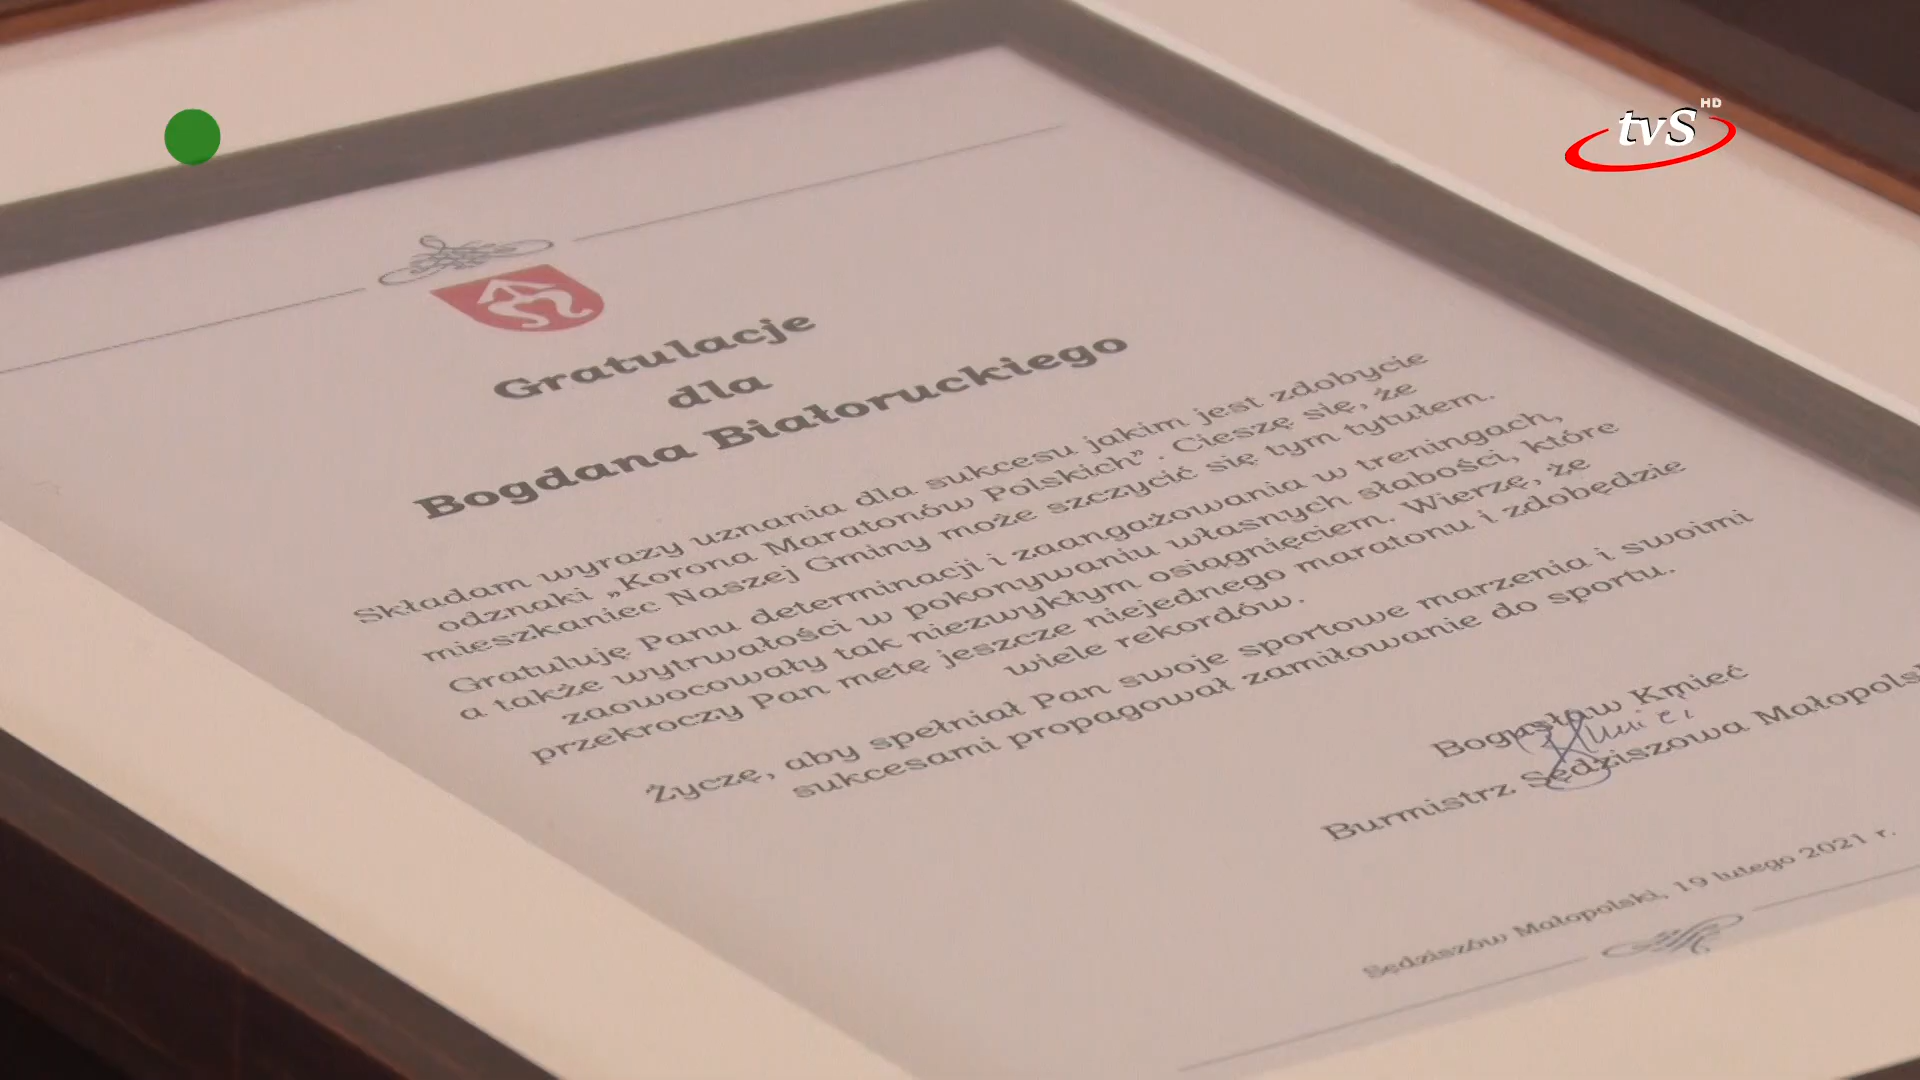 tvS HD
Gratulacje
dla
Bogdana Białoruckiego
Składam wyrazy uznania dla sukcesu jakim jest zdobycie
odznaki „Korona Maratonów Polskich” . Cieszę się, że
mieszkaniec Naszej Gminy może szczycić się tym tytułem.
Gratuluję Panu determinacji i zaangażowania w treningach,
a także wytrwałości w pokonywaniu własnych słabości, które
zaowocowały tak niezwykłym osiągnięciem. Wierzę, że
przekroczy Pan metę jeszcze niejednego maratonu i zdobędzie
wiele rekordów.
Życzę, aby spełniał Pan swoje sportowe marzenia i swoimi
sukcesami propagował zamiłowanie do sportu.
Bogusław Kmieć
Burmistrz Sędziszowa Małopols
Sędziszów Małopolski, 19 lutego 2021 r.